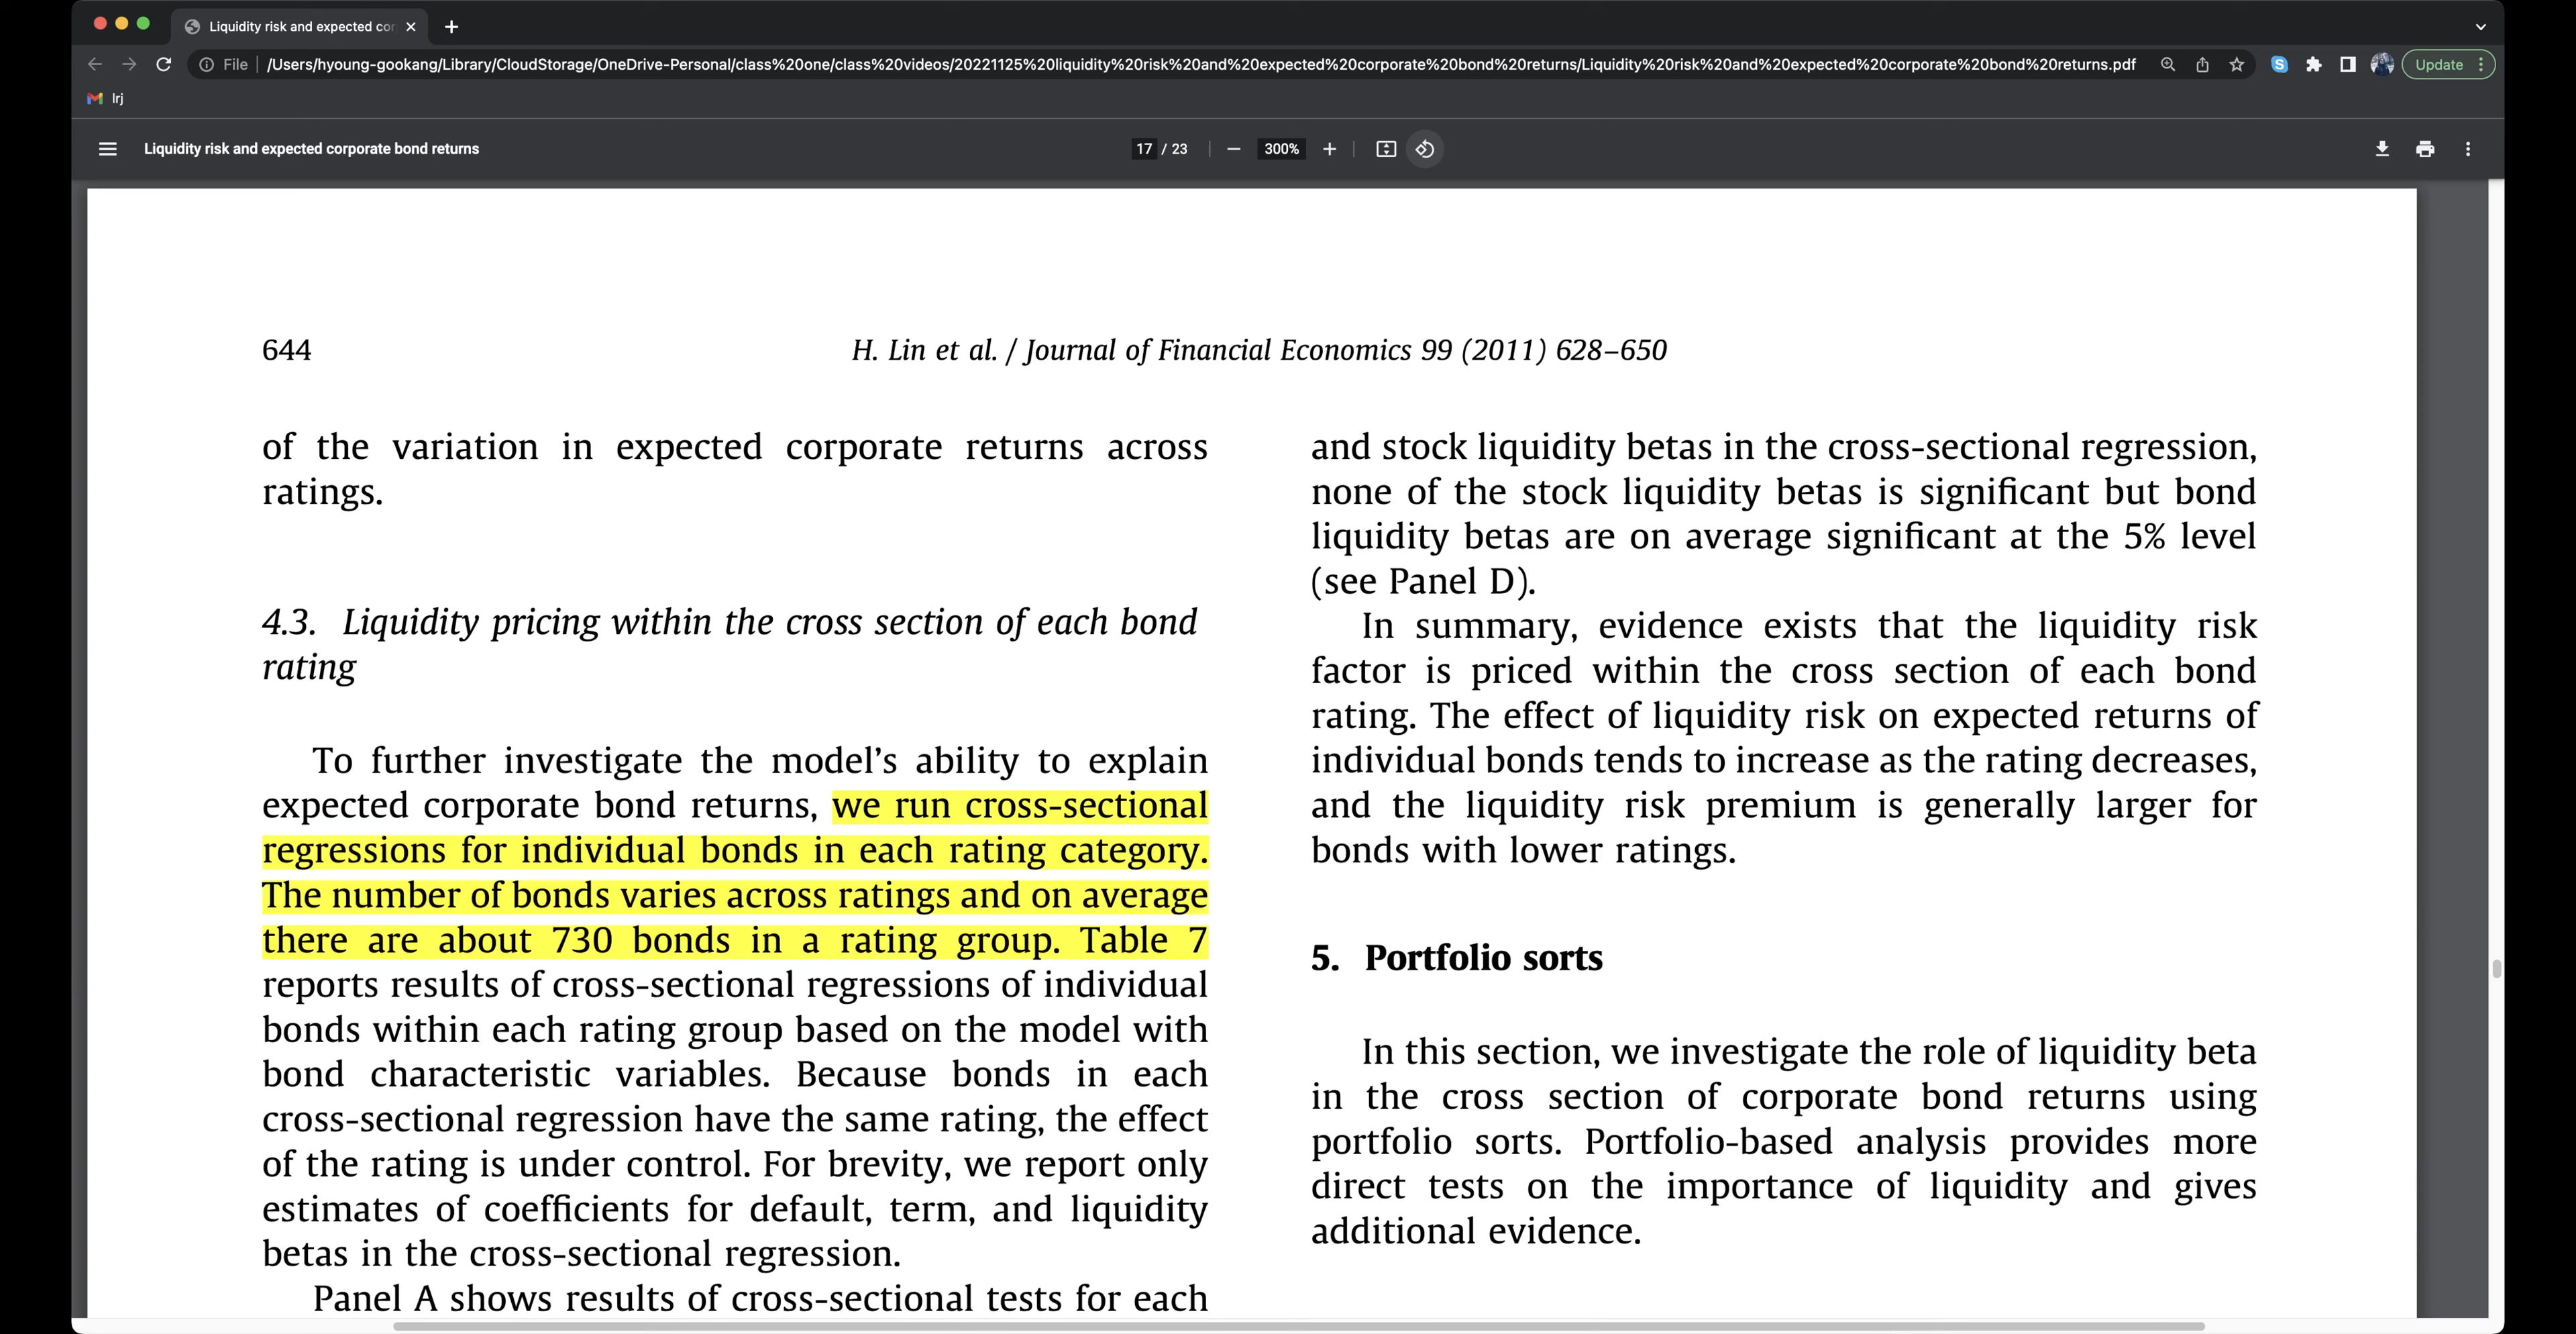 Liquidity risk and expected cor
File
/Users/hyoung-gookang/Library/CloudStorage/OneDrive-Personal/class%20one/class%20videos/20221125%20liquidity%20risk%20and%20expected%20corporate%20bond%20returns/Liquidity%20risk%20and%20expected%20corporate%20bond%20returns.pdf
Update
lrj
Liquidity risk and expected corporate bond returns
17 / 23
300%
644
H. Lin et al. / Journal of Financial Economics 99 (2011) 628–650
of the variation in expected corporate returns across
ratings.
4.3. Liquidity pricing within the cross section of each bond
rating
To further investigate the model’s ability to explain
expected corporate bond returns, we run cross-sectional
regressions for individual bonds in each rating category.
The number of bonds varies across ratings and on average
there are about 730 bonds in a rating group. Table 7
reports results of cross-sectional regressions of individual
bonds within each rating group based on the model with
bond characteristic variables. Because bonds in each
cross-sectional regression have the same rating, the effect
of the rating is under control. For brevity, we report only
estimates of coefficients for default, term, and liquidity
betas in the cross-sectional regression.
Panel A shows results of cross-sectional tests for each
and stock liquidity betas in the cross-sectional regression,
none of the stock liquidity betas is significant but bond
liquidity betas are on average significant at the 5% level
(see Panel D).
In summary, evidence exists that the liquidity risk
factor is priced within the cross section of each bond
rating. The effect of liquidity risk on expected returns of
individual bonds tends to increase as the rating decreases,
and the liquidity risk premium is generally larger for
bonds with lower ratings.
5. Portfolio sorts
In this section, we investigate the role of liquidity beta
in the cross section of corporate bond returns using
portfolio sorts. Portfolio-based analysis provides more
direct tests on the importance of liquidity and gives
additional evidence.